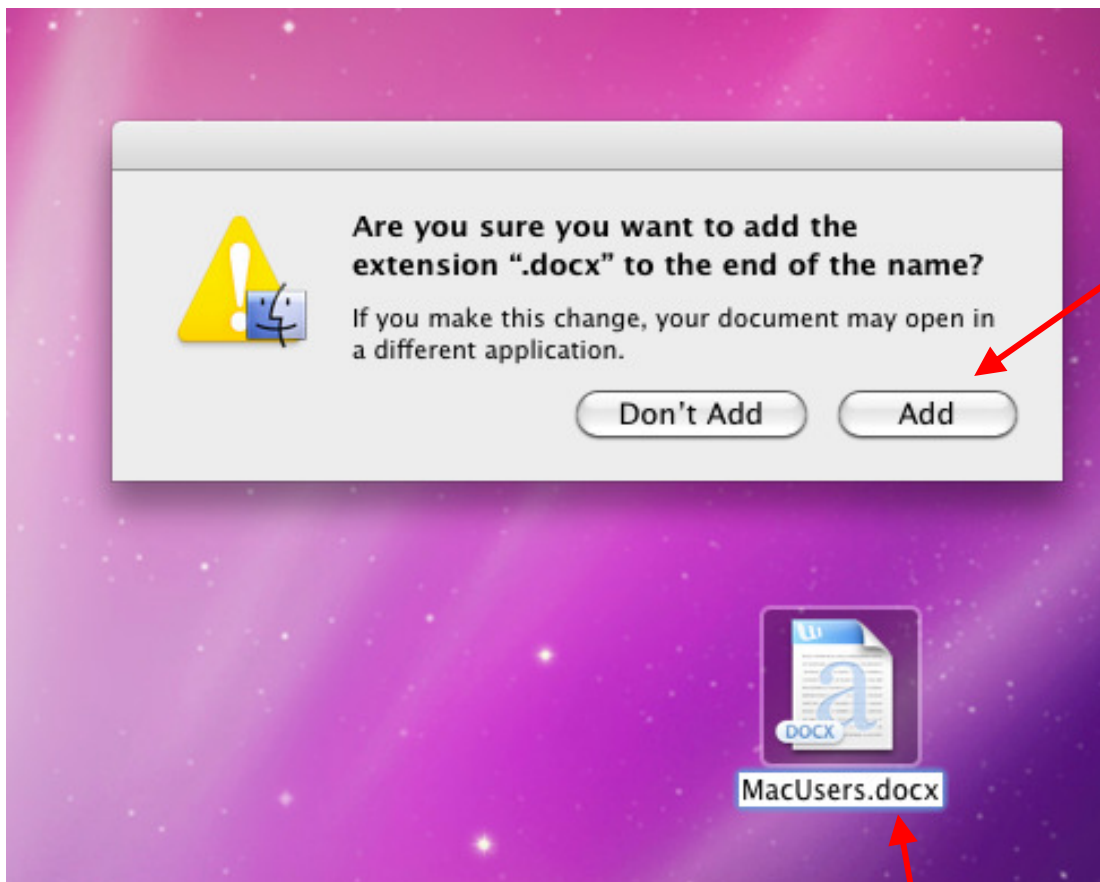 Are you sure you want to add the
extension “.docx” to the end of the name?
If you make this change, your document may open in
a different application.
Don't Add
Add
DOCX
MacUsers.docx